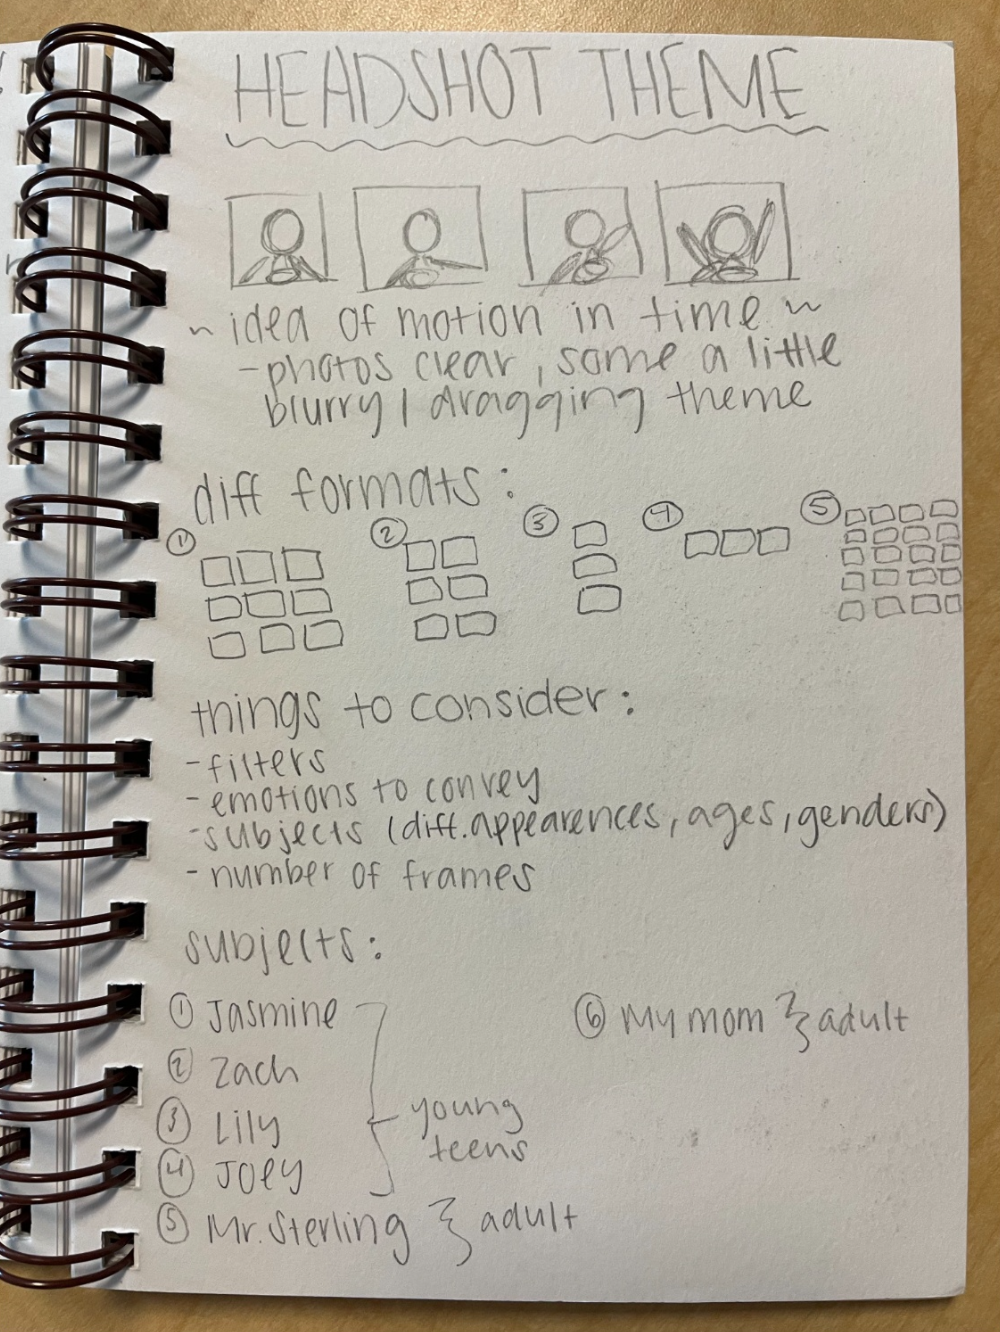 HEADSHOT THEME
~ idea of motion in time ~
- photos clear, some a little
blurry / dragging theme
diff formats:
1 2 3 4 5
things to consider:
- filters
- emotions to convey
- subjects (diff. appearences, ages, genders)
- number of frames
subjects:
1 Jasmine
2 Zach
3 Lily
4 Joey
young
teens
5 Mr. Sterling } adult
6 My mom } adult